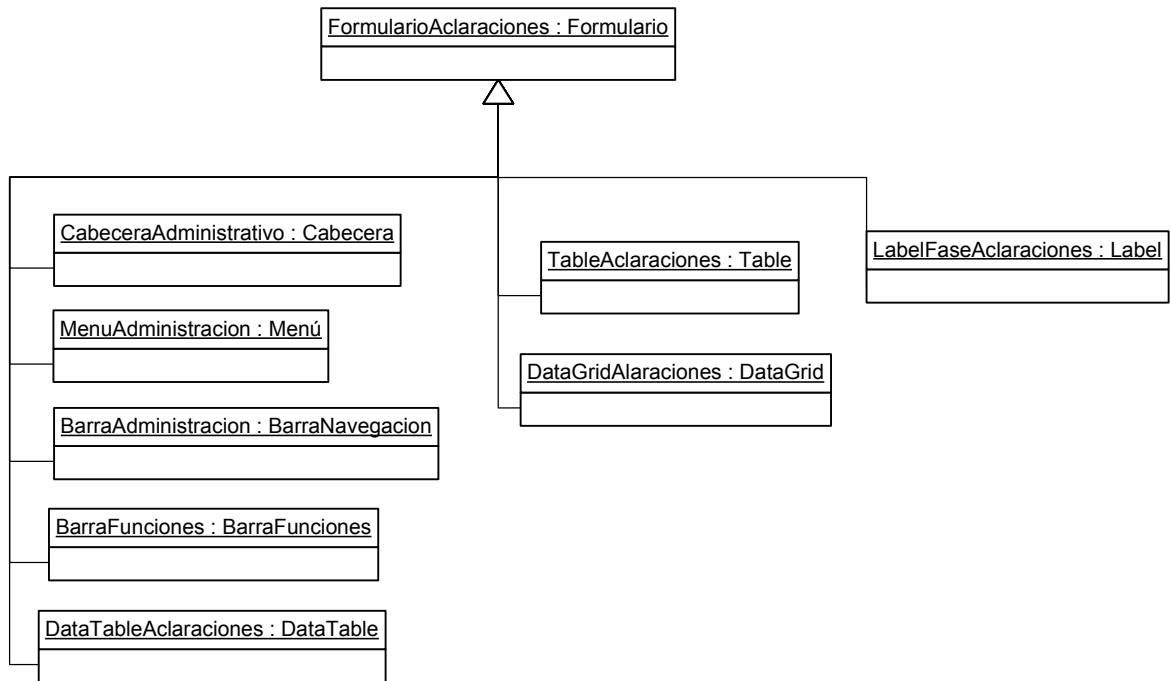 FormularioAclaraciones : Formulario
CabeceraAdministrativo : Cabecera
MenuAdministracion : Menú
BarraAdministracion : BarraNavegacion
BarraFunciones : BarraFunciones
DataTableAclaraciones : DataTable
TableAclaraciones : Table
DataGridAlaraciones : DataGrid
LabelFaseAclaraciones : Label